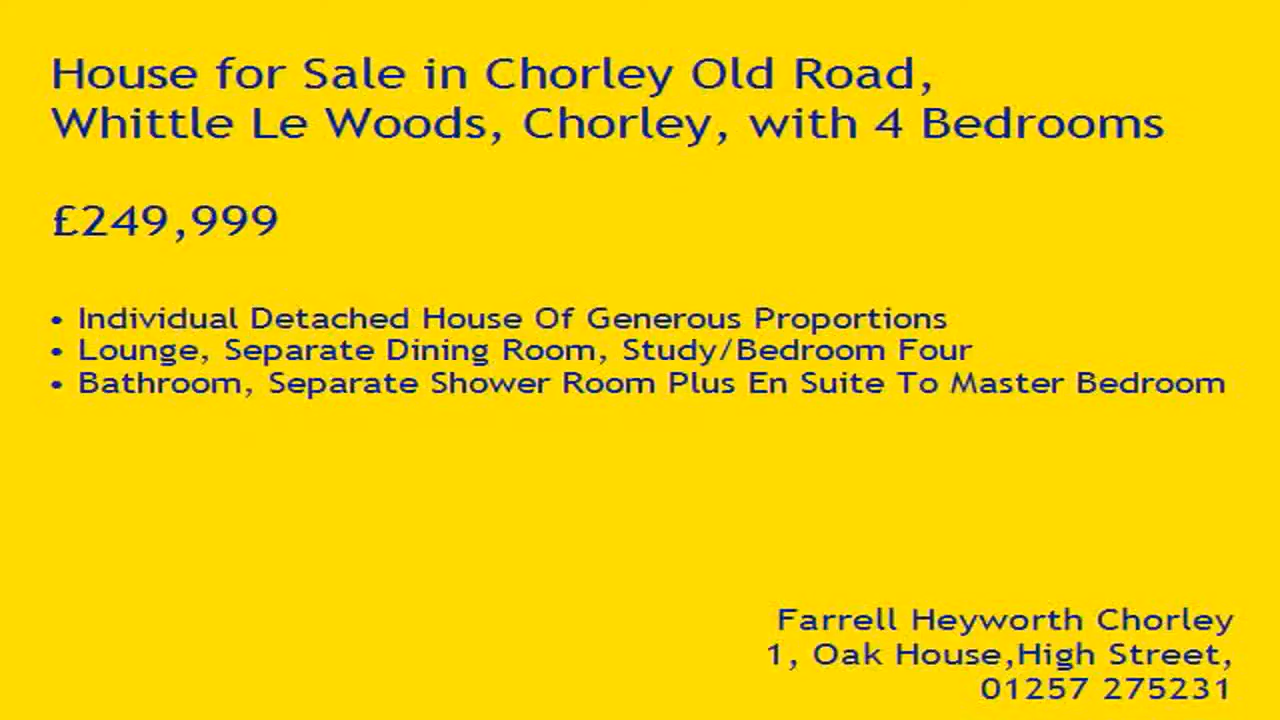 House for Sale in Chorley Old Road,
Whittle Le Woods, Chorley, with 4 Bedrooms
£249,999
• Individual Detached House Of Generous Proportions
• Lounge, Separate Dining Room, Study/Bedroom Four
• Bathroom, Separate Shower Room Plus En Suite To Master Bedroom
Farrell Heyworth Chorley
1, Oak House,High Street,
01257 275231